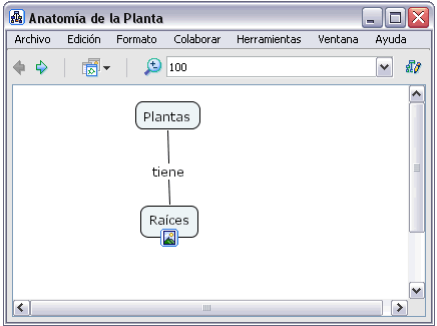 Anatomía de la Planta
Archivo Edición Formato Colaborar Herramientas Ventana Ayuda
100
Plantas
tiene
Raíces